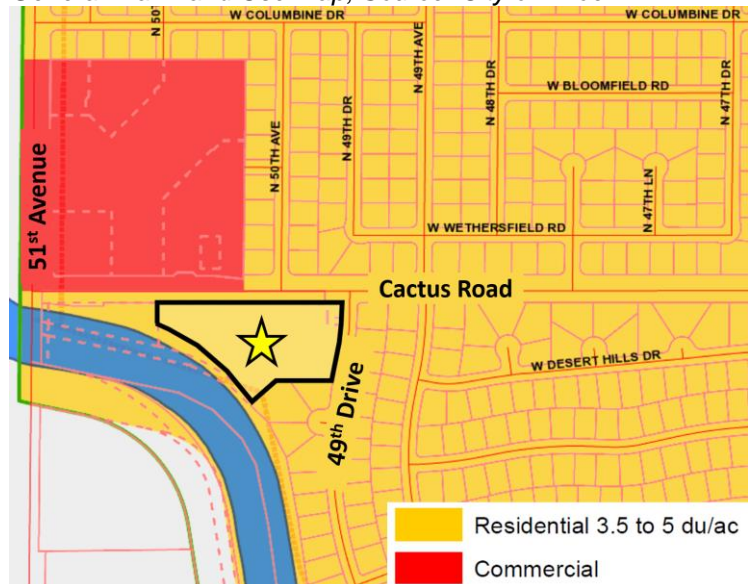 W COLUMBINE DR
W COLUMBINE DR
N 50T
N 49TH AVE
N 48TH DR
W BLOOMFIELD RD
N 47TH DR
N 49TH DR
N 50TH AVE
N 47TH LN
51st Avenue
W WETHERSFIELD RD
Cactus Road
W DESERT HILLS DR
49th Drive
Residential 3.5 to 5 du/ac
Commercial